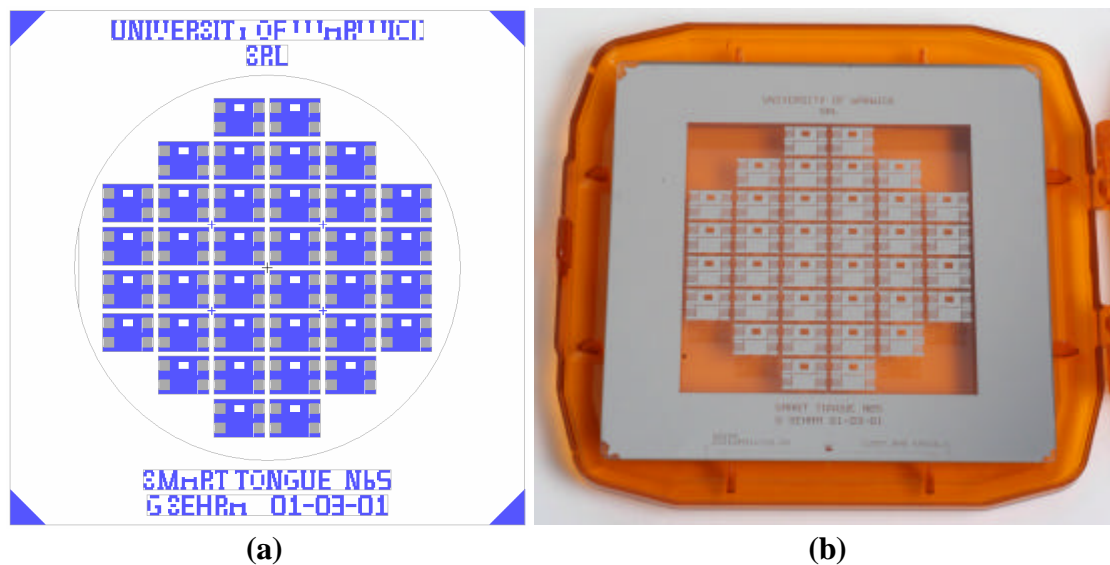 UNIVERSITY OF WARWICK
SRL
SMART TONGUE NbS
G SEHRA 01-03-01
(a)
UNIVERSITY OF WARWICK
SRL
SMART TONGUE NbS
G SEHRA 01-03-01
(b)